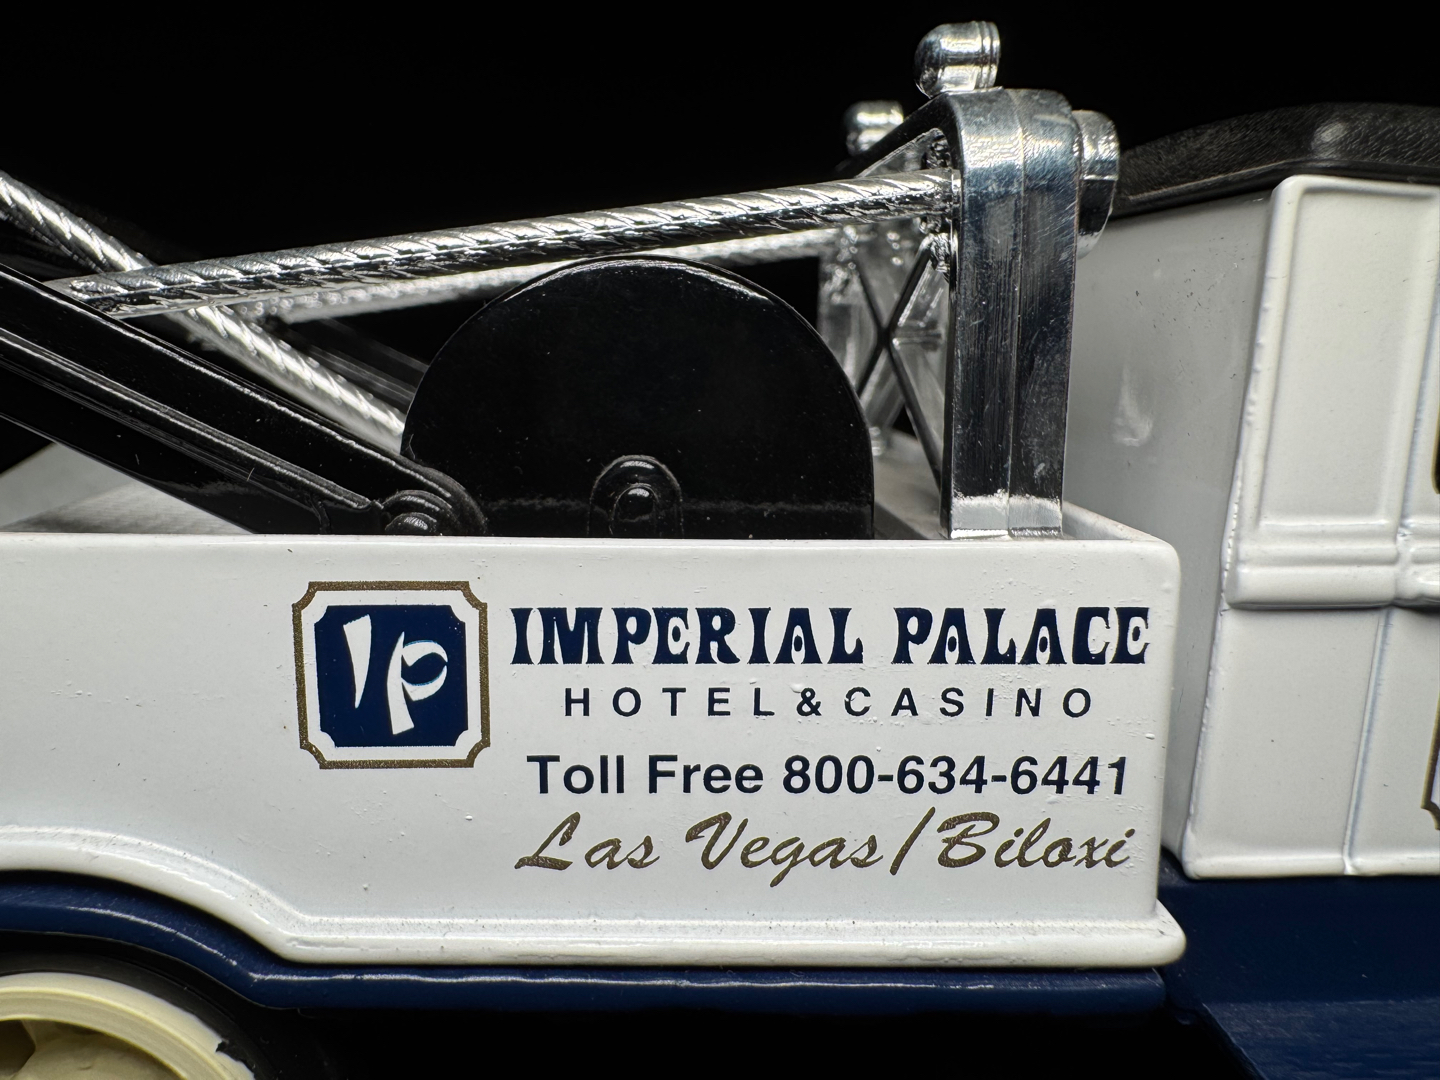 IP
IMPERIAL PALACE
HOTEL&CASINO
Toll Free 800-634-6441
Las Vegas/Biloxi